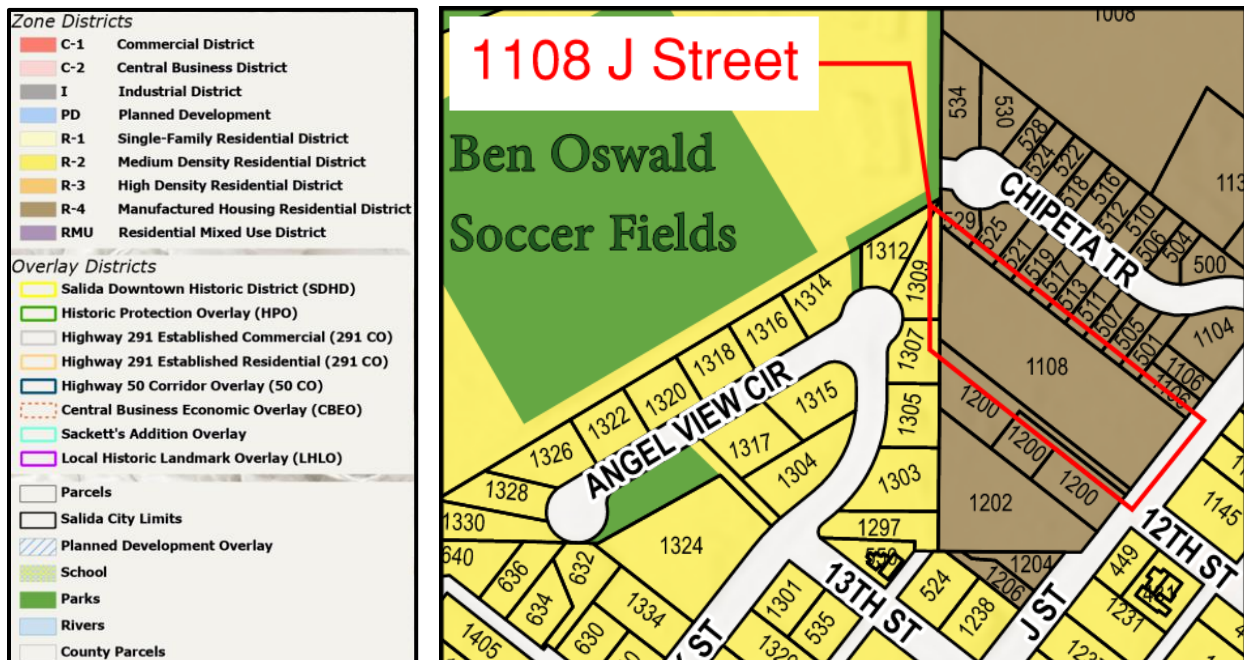 Zone Districts
C-1 Commercial District
C-2 Central Business District
I Industrial District
PD Planned Development
R-1 Single-Family Residential District
R-2 Medium Density Residential District
R-3 High Density Residential District
R-4 Manufactured Housing Residential District
RMU Residential Mixed Use District
Overlay Districts
Salida Downtown Historic District (SDHD)
Historic Protection Overlay (HPO)
Highway 291 Established Commercial (291 CO)
Highway 291 Established Residential (291 CO)
Highway 50 Corridor Overlay (50 CO)
Central Business Economic Overlay (CBEO)
Sackett's Addition Overlay
Local Historic Landmark Overlay (LHLO)
Parcels
Salida City Limits
Planned Development Overlay
School
Parks
Rivers
County Parcels
1108 J Street
Ben Oswald
Soccer Fields
1008
534
530
528
524
522
518
516
512
510
506
504
500
CHIPETA TR
529
525
521
519
517
513
511
507
505
501
1104
1106
1106
1108
1312
1309
1314
1316
1318
1320
1322
1326
1328
1330
ANGEL VIEW CIR
1307
1305
1303
1315
1317
1304
1297
1324
1200
1200
1200
1202
1204
1206
550
640
636
634
632
630
1334
1405
1301
535
1329
13TH ST
524
1238
J ST
12TH ST
449
1231
1145